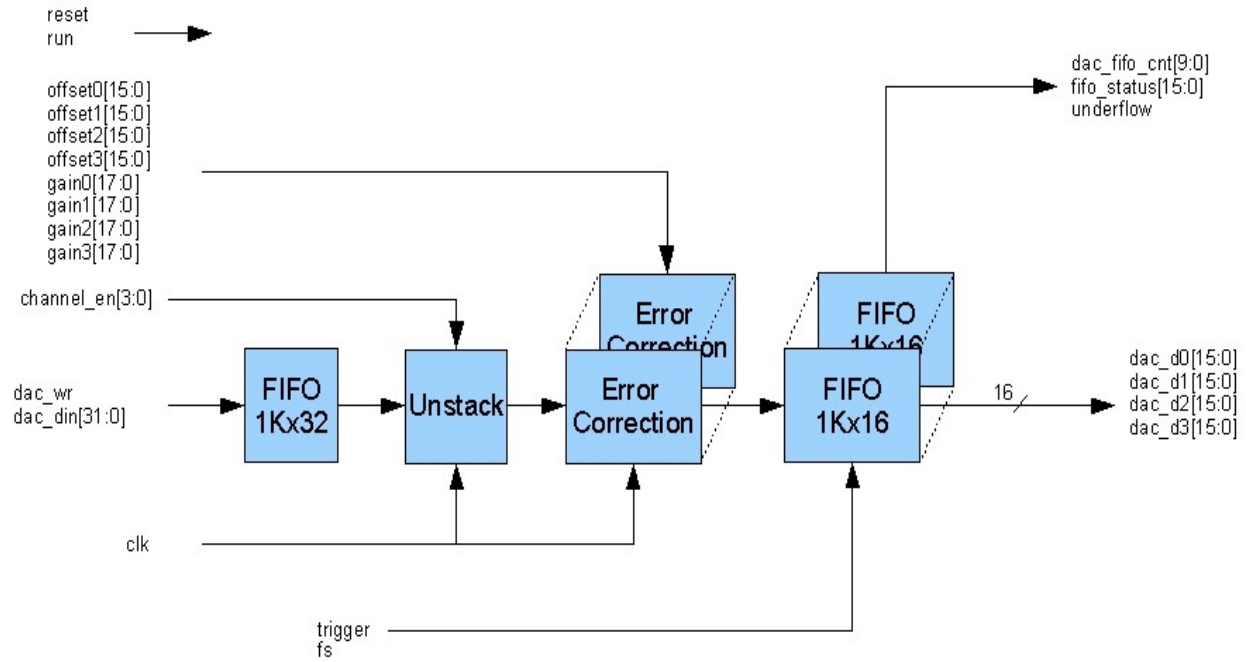 reset
run
offset0[15:0]
offset1[15:0]
offset2[15:0]
offset3[15:0]
gain0[17:0]
gain1[17:0]
gain2[17:0]
gain3[17:0]
channel_en[3:0]
dac_wr
dac_din[31:0]
clk
trigger
fs
FIFO
1Kx32
Unstack
Error
Correction
Error
Correction
FIFO
1Kx16
FIFO
1Kx16
dac_fifo_cnt[9:0]
fifo_status[15:0]
underflow
16
dac_d0[15:0]
dac_d1[15:0]
dac_d2[15:0]
dac_d3[15:0]